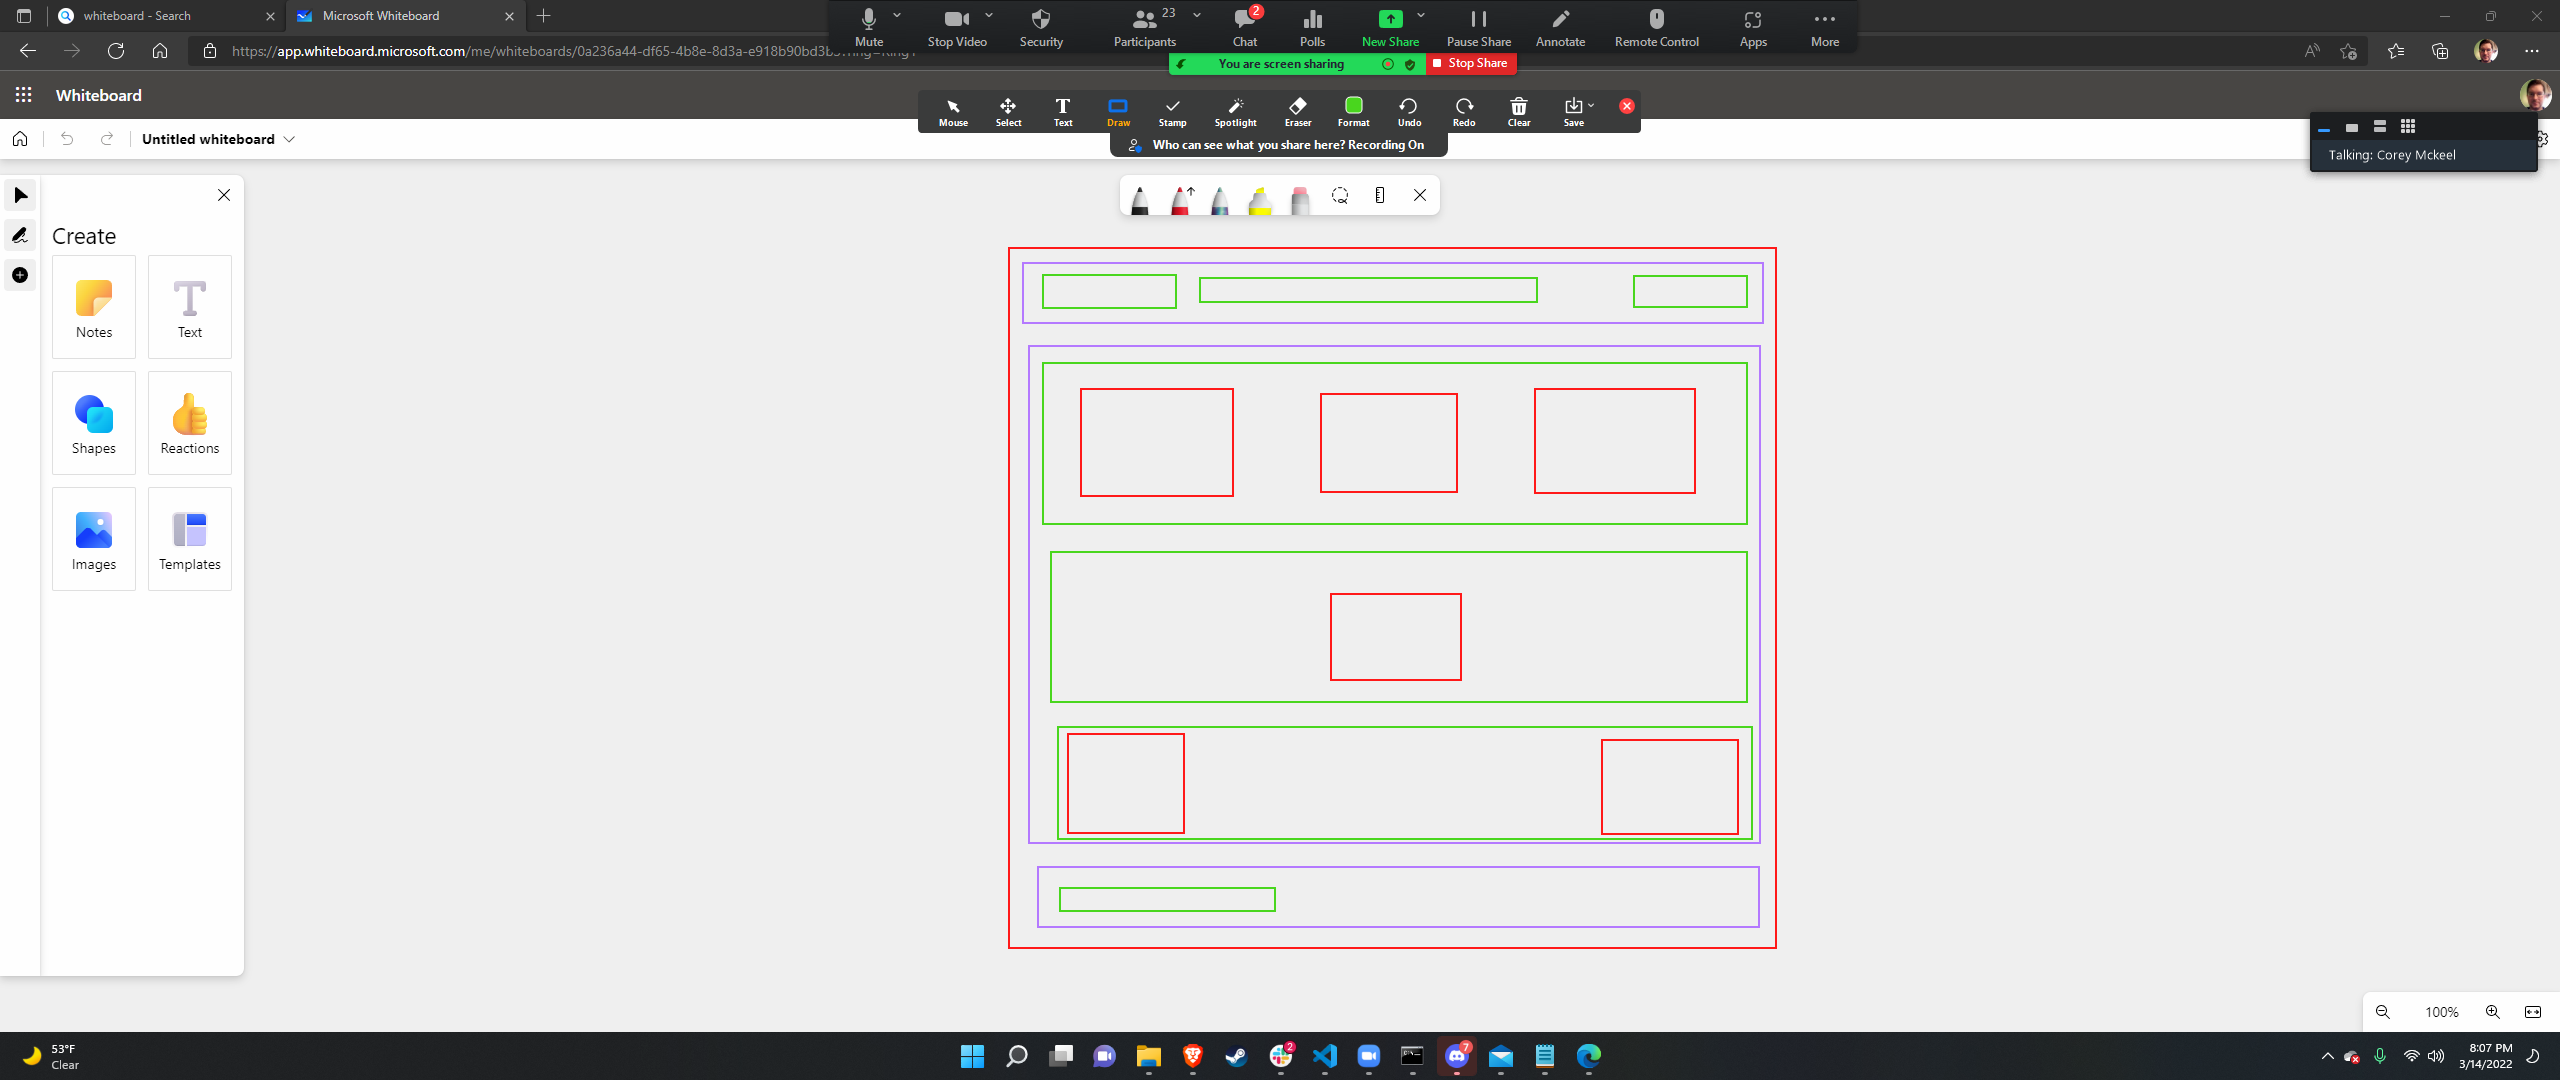 whiteboard - Search
Microsoft Whiteboard
23
2
Mute
Stop Video
Security
Participants
Chat
Polls
New Share
Pause Share
Annotate
Remote Control
Apps
More
https://app.whiteboard.microsoft.com/me/whiteboards/0a236a44-df65-4b8e-8d3a-e918b90bd3b
You are screen sharing
Stop Share
Whiteboard
Mouse
Select
Text
Draw
Stamp
Spotlight
Eraser
Format
Undo
Redo
Clear
Save
Untitled whiteboard
Who can see what you share here? Recording On
Talking: Corey Mckeel
Create
Notes
Text
Shapes
Reactions
Images
Templates
100%
53°F
Clear
2
7
8:07 PM
3/14/2022